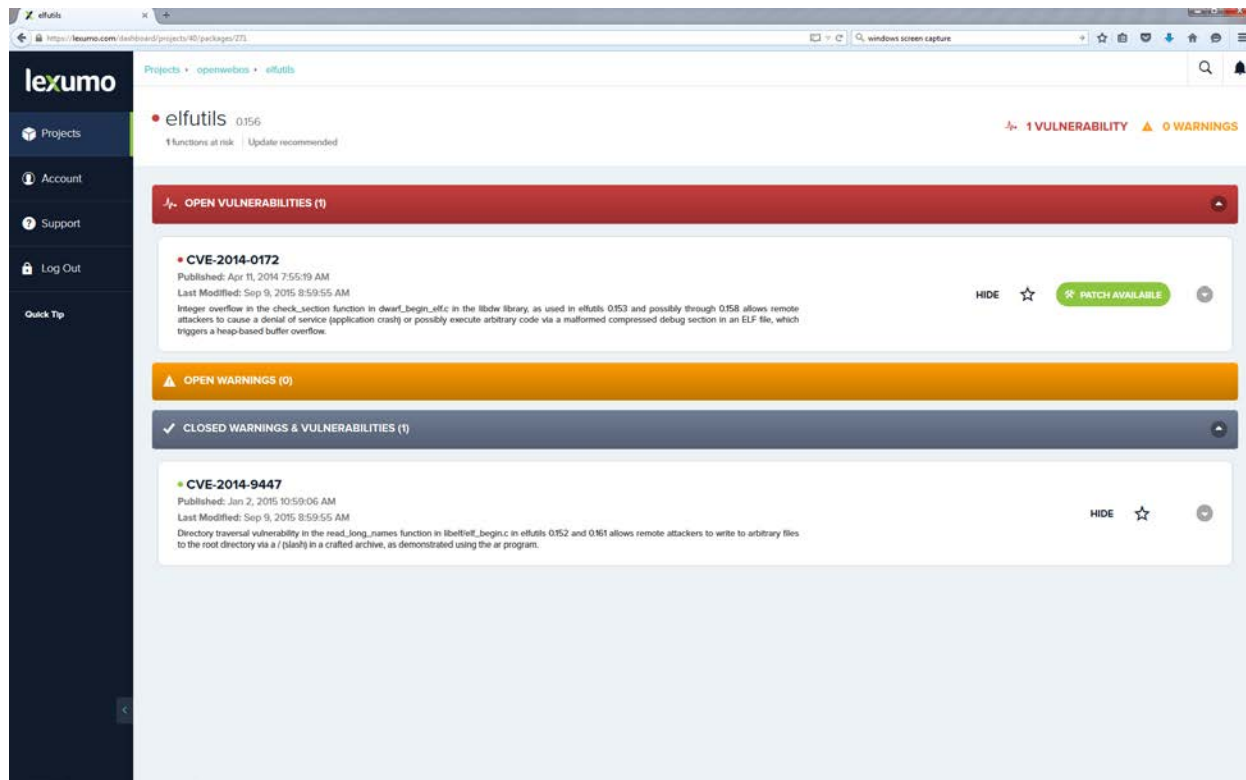 elfutils
https://lexumo.com/dashboard/projects/40/packages/271
windows screen capture
lexumo
Projects
Account
Support
Log Out
Quick Tip
Projects openwebos elfutils
elfutils 0.156
1 functions at risk Update recommended
1 VULNERABILITY 0 WARNINGS
OPEN VULNERABILITIES (1)
CVE-2014-0172
Published: Apr 11, 2014 7:55:19 AM
Last Modified: Sep 9, 2015 8:59:55 AM
Integer overflow in the check_section function in dwarf_begin_elf.c in the libdw library, as used in elfutils 0.153 and possibly through 0.158 allows remote
attackers to cause a denial of service (application crash) or possibly execute arbitrary code via a malformed compressed debug section in an ELF file, which
triggers a heap-based buffer overflow.
HIDE PATCH AVAILABLE
OPEN WARNINGS (0)
CLOSED WARNINGS & VULNERABILITIES (1)
CVE-2014-9447
Published: Jan 2, 2015 10:59:06 AM
Last Modified: Sep 9, 2015 8:59:55 AM
Directory traversal vulnerability in the read_long_names function in libelf/elf_begin.c in elfutils 0.152 and 0.161 allows remote attackers to write to arbitrary files
to the root directory via a / (slash) in a crafted archive, as demonstrated using the ar program.
HIDE